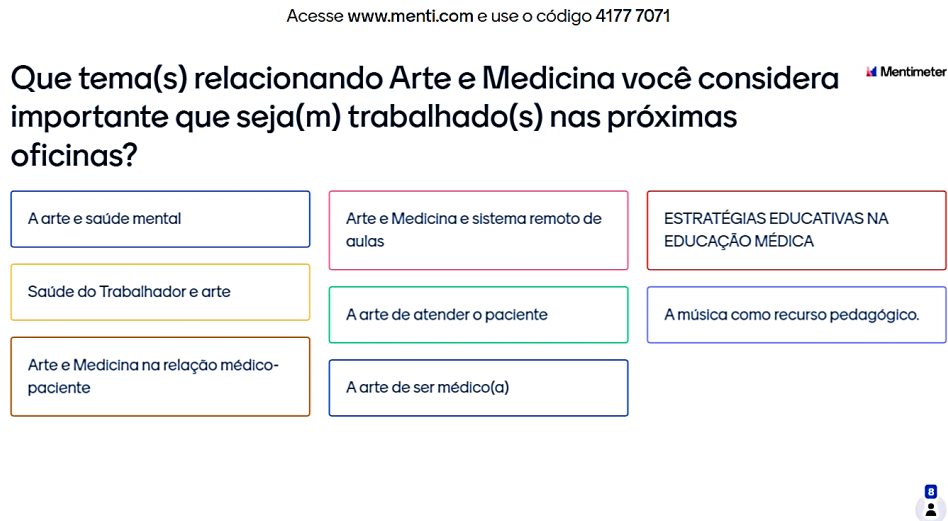 Acesse www.menti.com e use o código 4177 7071
Que tema(s) relacionando Arte e Medicina você considera
importante que seja(m) trabalhado(s) nas próximas
oficinas?
Mentimeter
A arte e saúde mental
Saúde do Trabalhador e arte
Arte e Medicina na relação médico-
paciente
Arte e Medicina e sistema remoto de
aulas
A arte de atender o paciente
A arte de ser médico(a)
ESTRATÉGIAS EDUCATIVAS NA
EDUCAÇÃO MÉDICA
A música como recurso pedagógico.
8